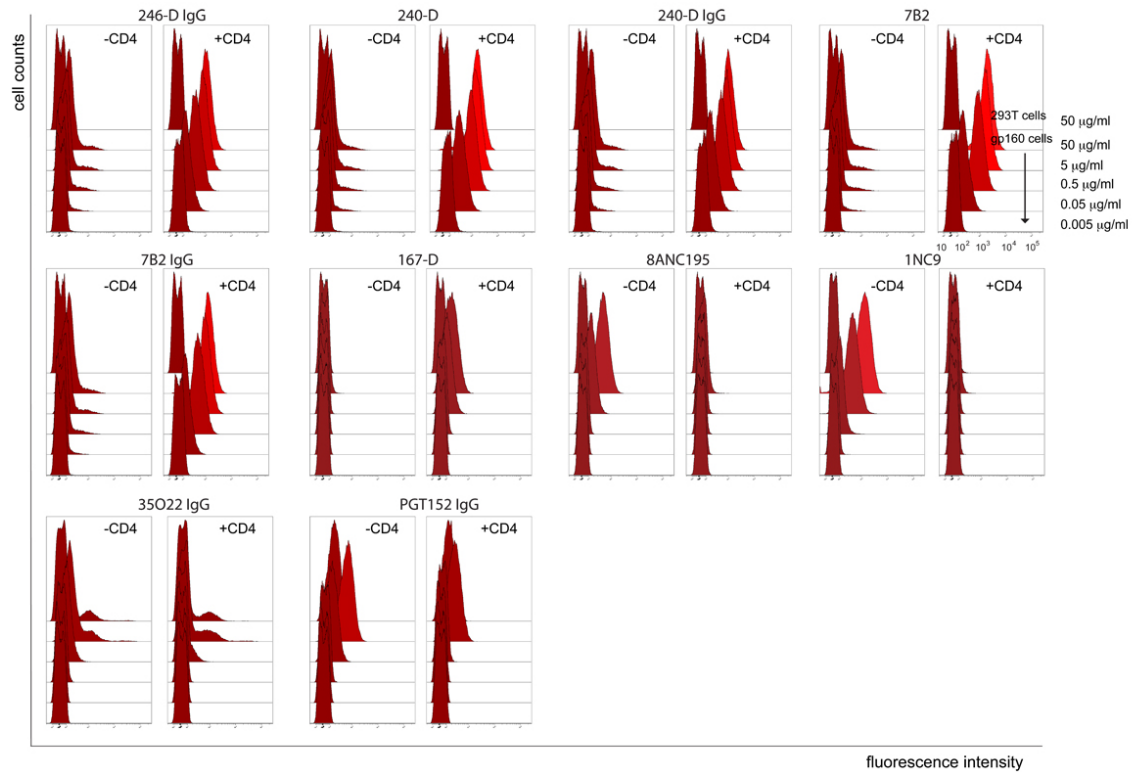 246-D IgG 240-D 240-D IgG 7B2
-CD4 +CD4 -CD4 +CD4 -CD4 +CD4 -CD4 +CD4
cell counts
293T cells 50 μg/ml
gp160 cells 50 μg/ml
5 μg/ml
0.5 μg/ml
0.05 μg/ml
0.005 μg/ml
10 10² 10³ 10⁴ 10⁵
7B2 IgG 167-D 8ANC195 1NC9
-CD4 +CD4 -CD4 +CD4 -CD4 +CD4 -CD4 +CD4
35O22 IgG PGT152 IgG
-CD4 +CD4 -CD4 +CD4
fluorescence intensity